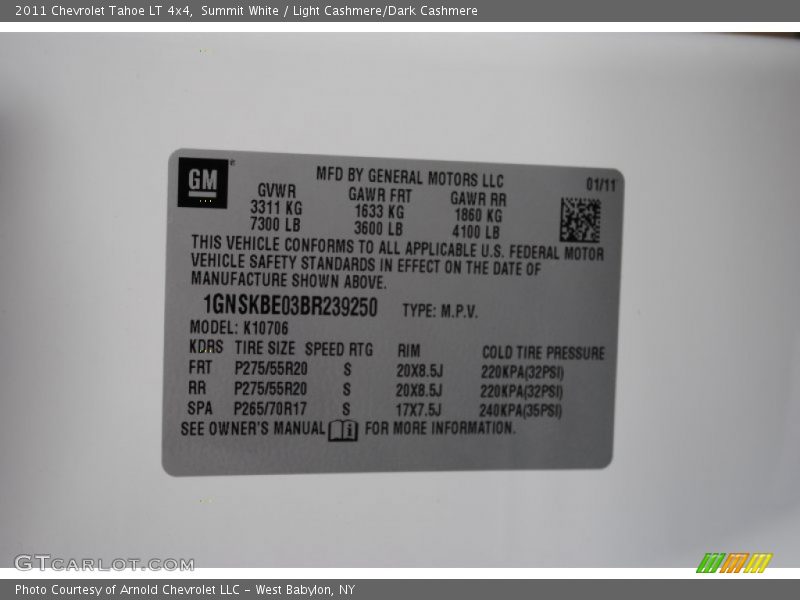 2011 Chevrolet Tahoe LT 4x4, Summit White / Light Cashmere/Dark Cashmere
GM
MFD BY GENERAL MOTORS LLC 01/11
GVWR GAWR FRT GAWR RR
3311 KG 1633 KG 1860 KG
7300 LB 3600 LB 4100 LB
THIS VEHICLE CONFORMS TO ALL APPLICABLE U.S. FEDERAL MOTOR
VEHICLE SAFETY STANDARDS IN EFFECT ON THE DATE OF
MANUFACTURE SHOWN ABOVE.
1GNSKBE03BR239250 TYPE: M.P.V.
MODEL: K10706
KDRS TIRE SIZE SPEED RTG RIM COLD TIRE PRESSURE
FRT P275/55R20 S 20X8.5J 220KPA(32PSI)
RR P275/55R20 S 20X8.5J 220KPA(32PSI)
SPA P265/70R17 S 17X7.5J 240KPA(35PSI)
SEE OWNER'S MANUAL i FOR MORE INFORMATION.
GTCARLOT.COM
Photo Courtesy of Arnold Chevrolet LLC - West Babylon, NY